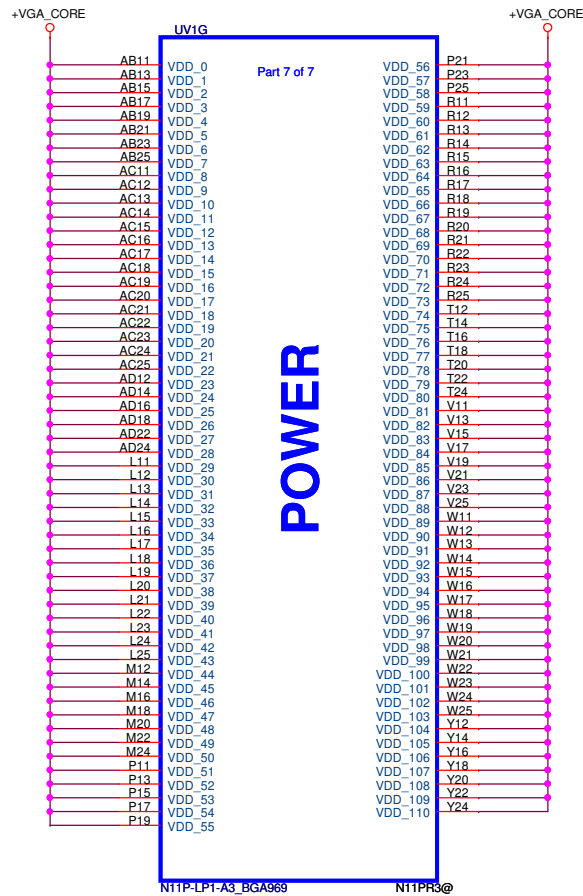 +VGA_CORE +VGA_CORE
UV1G
Part 7 of 7
AB11 VDD_0 VDD_56 P21
AB13 VDD_1 VDD_57 P23
AB15 VDD_2 VDD_58 P25
AB17 VDD_3 VDD_59 R11
AB19 VDD_4 VDD_60 R12
AB21 VDD_5 VDD_61 R13
AB23 VDD_6 VDD_62 R14
AB25 VDD_7 VDD_63 R15
AC11 VDD_8 VDD_64 R16
AC12 VDD_9 VDD_65 R17
AC13 VDD_10 VDD_66 R18
AC14 VDD_11 VDD_67 R19
AC15 VDD_12 VDD_68 R20
AC16 VDD_13 VDD_69 R21
AC17 VDD_14 VDD_70 R22
AC18 VDD_15 VDD_71 R23
AC19 VDD_16 VDD_72 R24
AC20 VDD_17 VDD_73 R25
AC21 VDD_18 VDD_74 T12
AC22 VDD_19 VDD_75 T14
AC23 VDD_20 VDD_76 T16
AC24 VDD_21 VDD_77 T18
AC25 VDD_22 VDD_78 T20
AD12 VDD_23 VDD_79 T22
AD14 VDD_24 VDD_80 T24
AD16 VDD_25 VDD_81 V11
AD18 VDD_26 VDD_82 V13
AD22 VDD_27 VDD_83 V15
AD24 VDD_28 VDD_84 V17
L11 VDD_29 VDD_85 V19
L12 VDD_30 VDD_86 V21
L13 VDD_31 VDD_87 V23
L14 VDD_32 VDD_88 V25
L15 VDD_33 VDD_89 W11
L16 VDD_34 VDD_90 W12
L17 VDD_35 VDD_91 W13
L18 VDD_36 VDD_92 W14
L19 VDD_37 VDD_93 W15
L20 VDD_38 VDD_94 W16
L21 VDD_39 VDD_95 W17
L22 VDD_40 VDD_96 W18
L23 VDD_41 VDD_97 W19
L24 VDD_42 VDD_98 W20
L25 VDD_43 VDD_99 W21
M12 VDD_44 VDD_100 W22
M14 VDD_45 VDD_101 W23
M16 VDD_46 VDD_102 W24
M18 VDD_47 VDD_103 W25
M20 VDD_48 VDD_104 Y12
M22 VDD_49 VDD_105 Y14
M24 VDD_50 VDD_106 Y16
P11 VDD_51 VDD_107 Y18
P13 VDD_52 VDD_108 Y20
P15 VDD_53 VDD_109 Y22
P17 VDD_54 VDD_110 Y24
P19 VDD_55
POWER
N11P-LP1-A3_BGA969 N11PR3@